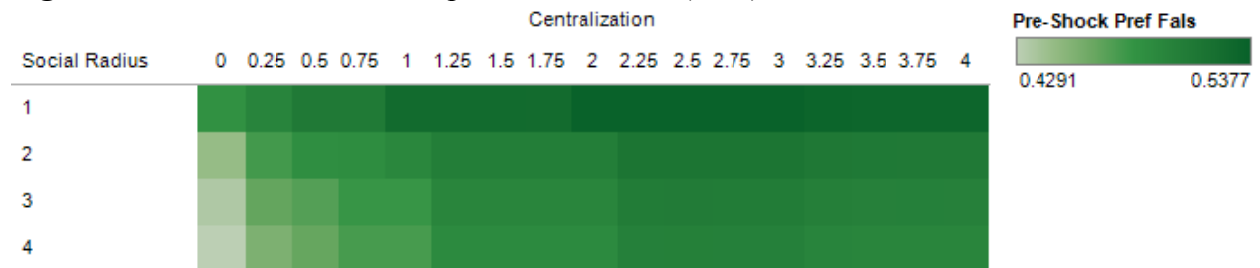 Centralization
Pre-Shock Pref Fals
Social Radius 0 0.25 0.5 0.75 1 1.25 1.5 1.75 2 2.25 2.5 2.75 3 3.25 3.5 3.75 4
0.4291 0.5377
1
2
3
4